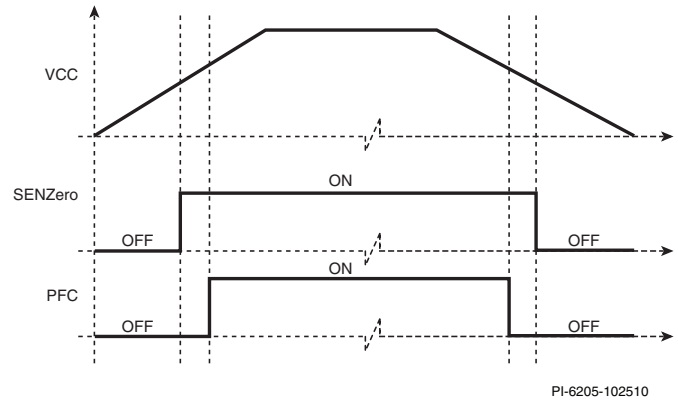 VCC
ON
SENZero
OFF
OFF
ON
PFC
OFF
OFF
PI-6205-102510